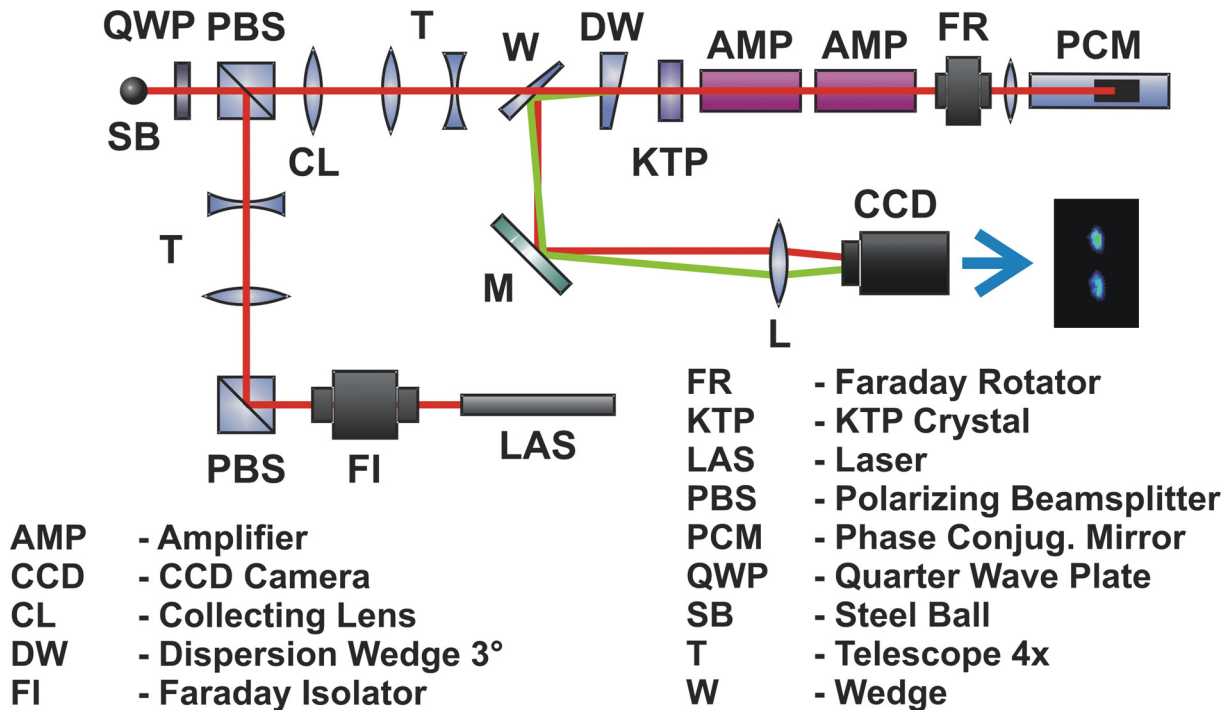 QWP PBS T W DW AMP AMP FR PCM
SB CL KTP
CCD
T M L
PBS FI LAS
FR - Faraday Rotator
KTP - KTP Crystal
LAS - Laser
PBS - Polarizing Beamsplitter
PCM - Phase Conjug. Mirror
QWP - Quarter Wave Plate
SB - Steel Ball
T - Telescope 4x
W - Wedge
AMP - Amplifier
CCD - CCD Camera
CL - Collecting Lens
DW - Dispersion Wedge 3°
FI - Faraday Isolator